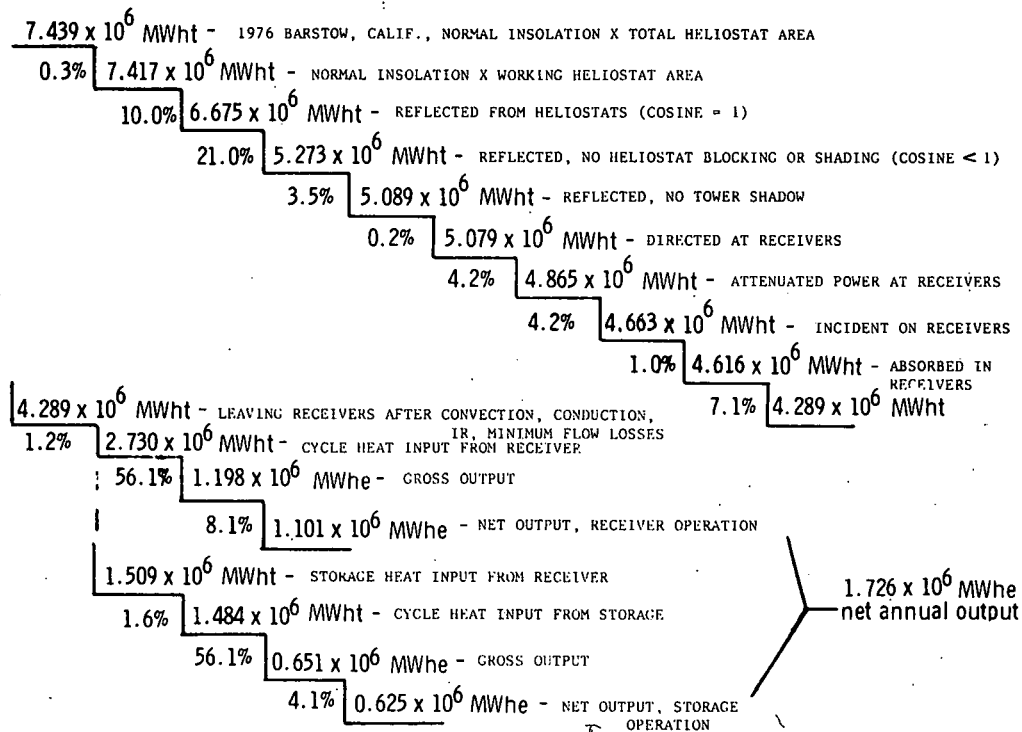 7.439 x 10^6 MWht - 1976 BARSTOW, CALIF., NORMAL INSOLATION X TOTAL HELIOSTAT AREA
0.3% 7.417 x 10^6 MWht - NORMAL INSOLATION X WORKING HELIOSTAT AREA
10.0% 6.675 x 10^6 MWht - REFLECTED FROM HELIOSTATS (COSINE = 1)
21.0% 5.273 x 10^6 MWht - REFLECTED, NO HELIOSTAT BLOCKING OR SHADING (COSINE < 1)
3.5% 5.089 x 10^6 MWht - REFLECTED, NO TOWER SHADOW
0.2% 5.079 x 10^6 MWht - DIRECTED AT RECEIVERS
4.2% 4.865 x 10^6 MWht - ATTENUATED POWER AT RECEIVERS
4.2% 4.663 x 10^6 MWht - INCIDENT ON RECEIVERS
1.0% 4.616 x 10^6 MWht - ABSORBED IN
RECEIVERS
7.1% 4.289 x 10^6 MWht
4.289 x 10^6 MWht - LEAVING RECEIVERS AFTER CONVECTION, CONDUCTION,
IR, MINIMUM FLOW LOSSES
1.2% 2.730 x 10^6 MWht - CYCLE HEAT INPUT FROM RECEIVER
56.1% 1.198 x 10^6 MWhe - GROSS OUTPUT
8.1% 1.101 x 10^6 MWhe - NET OUTPUT, RECEIVER OPERATION
1.509 x 10^6 MWht - STORAGE HEAT INPUT FROM RECEIVER
1.6% 1.484 x 10^6 MWht - CYCLE HEAT INPUT FROM STORAGE
56.1% 0.651 x 10^6 MWhe - GROSS OUTPUT
4.1% 0.625 x 10^6 MWhe - NET OUTPUT, STORAGE
OPERATION
1.726 x 10^6 MWhe
net annual output